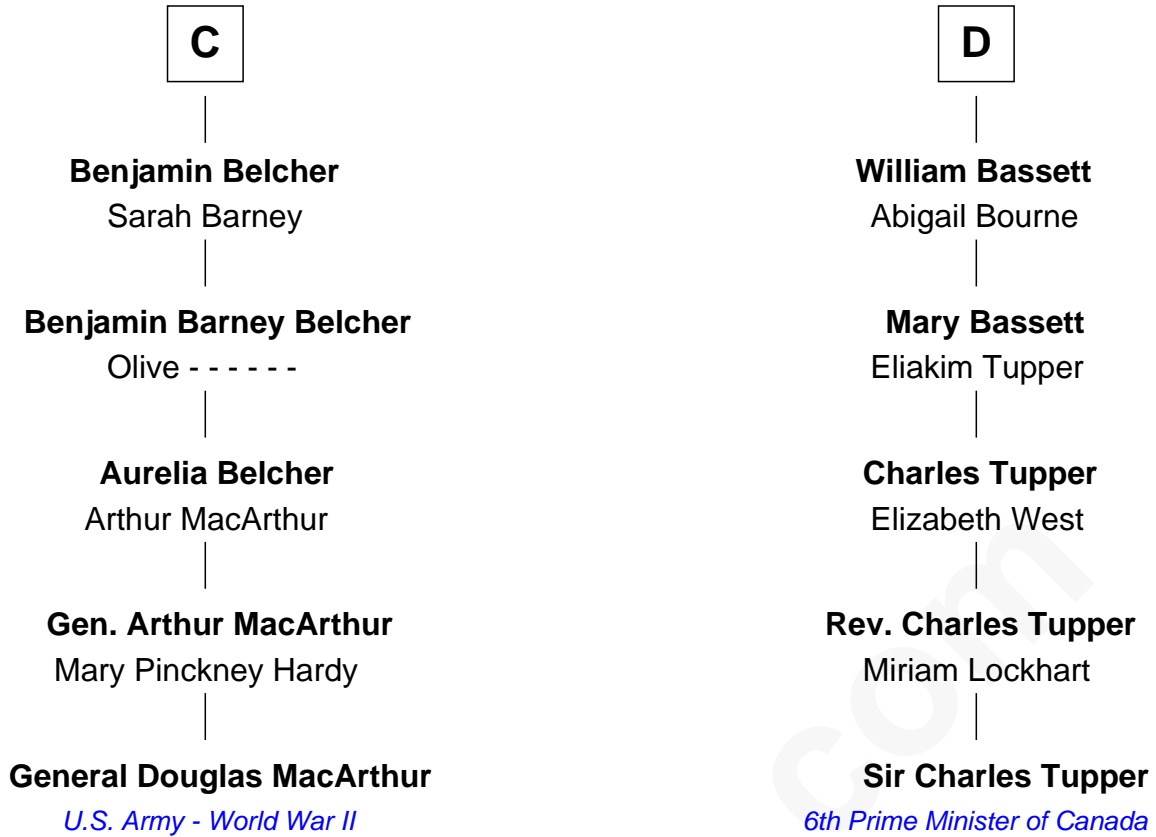 C
Benjamin Belcher
Sarah Barney
Benjamin Barney Belcher
Olive - - - - - -
Aurelia Belcher
Arthur MacArthur
Gen. Arthur MacArthur
Mary Pinckney Hardy
General Douglas MacArthur
U.S. Army - World War II
D
William Bassett
Abigail Bourne
Mary Bassett
Eliakim Tupper
Charles Tupper
Elizabeth West
Rev. Charles Tupper
Miriam Lockhart
Sir Charles Tupper
6th Prime Minister of Canada
com